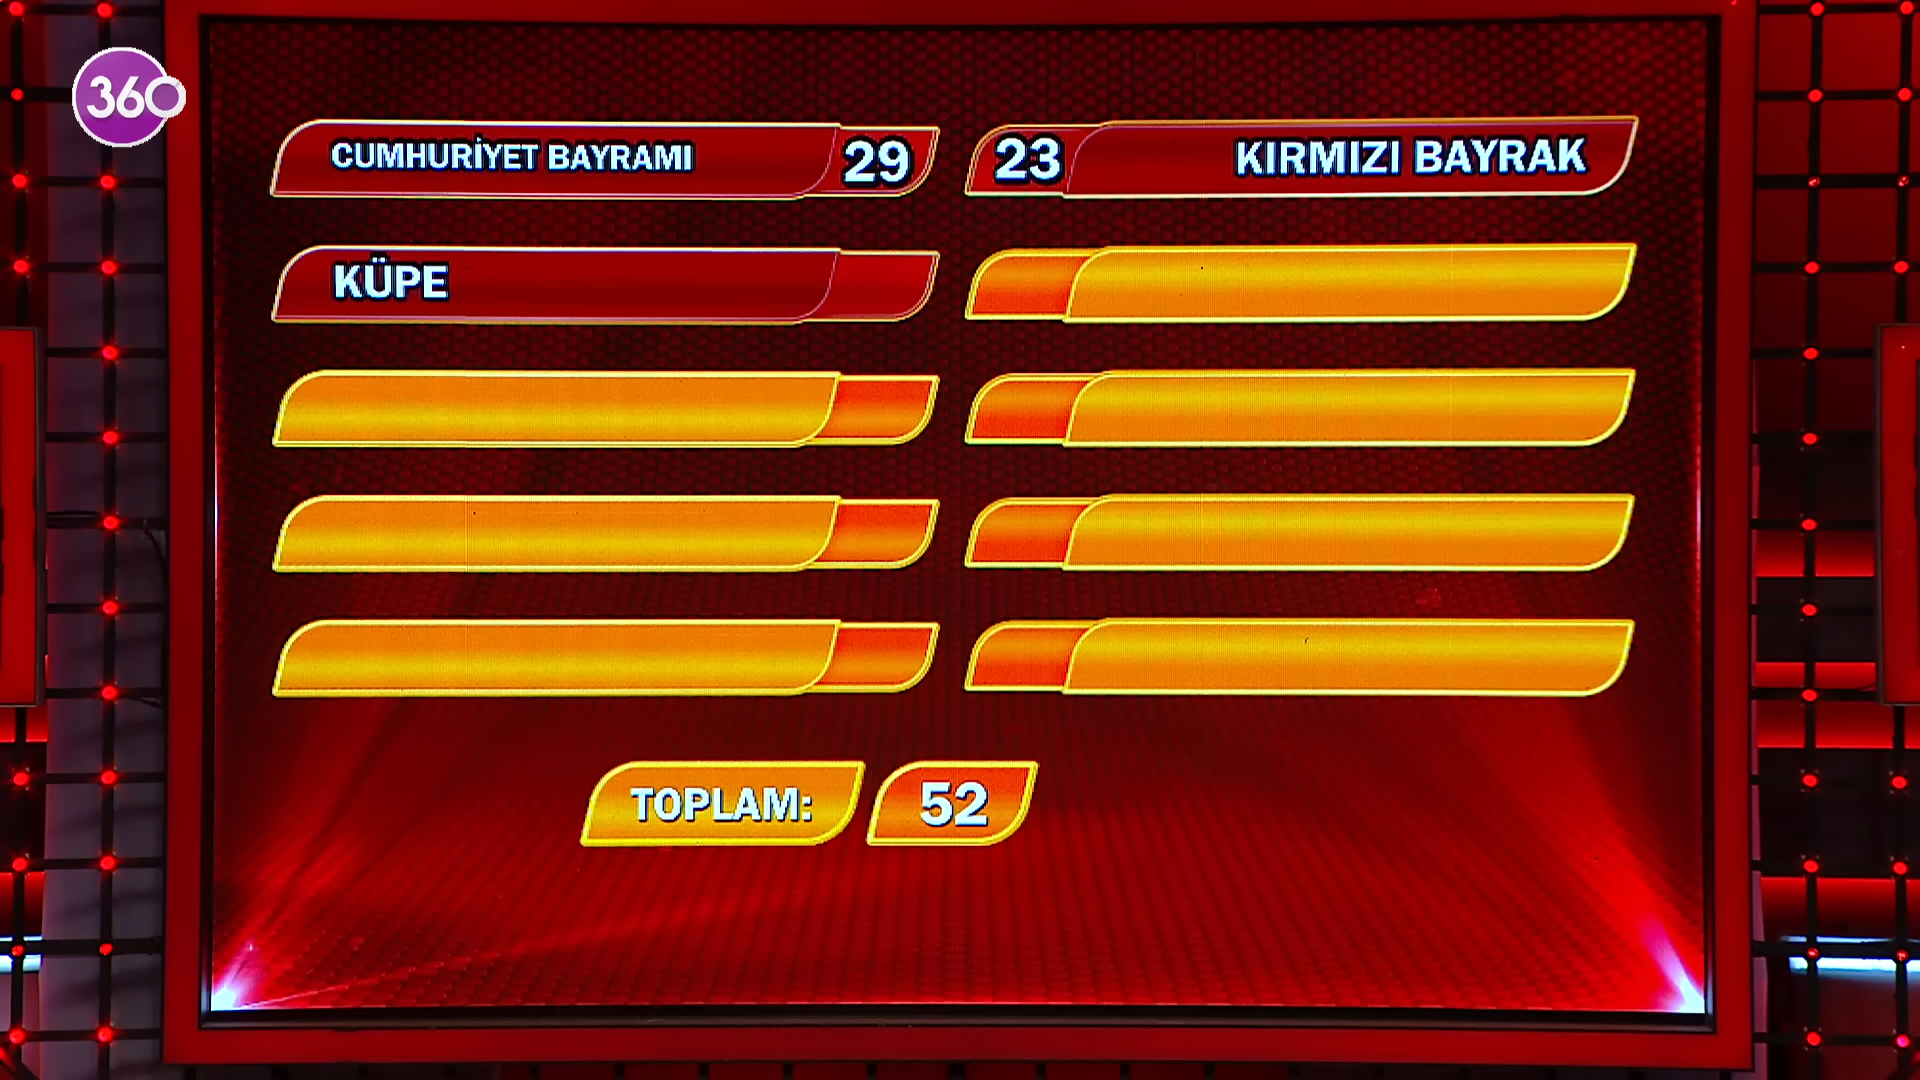 360
CUMHURİYET BAYRAMI 29
23 KIRMIZI BAYRAK
KÜPE
TOPLAM: 52